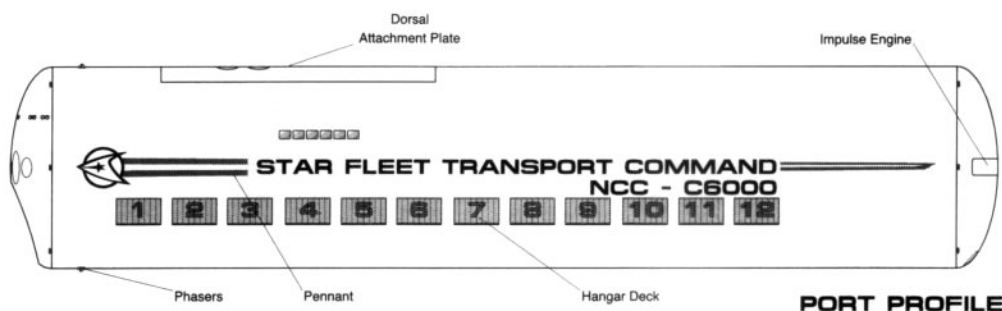 Dorsal
Attachment Plate
Impulse Engine
STAR FLEET TRANSPORT COMMAND
NCC - C6000
1 2 3 4 5 6 7 8 9 10 11 12
Phasers
Pennant
Hangar Deck
PORT PROFILE